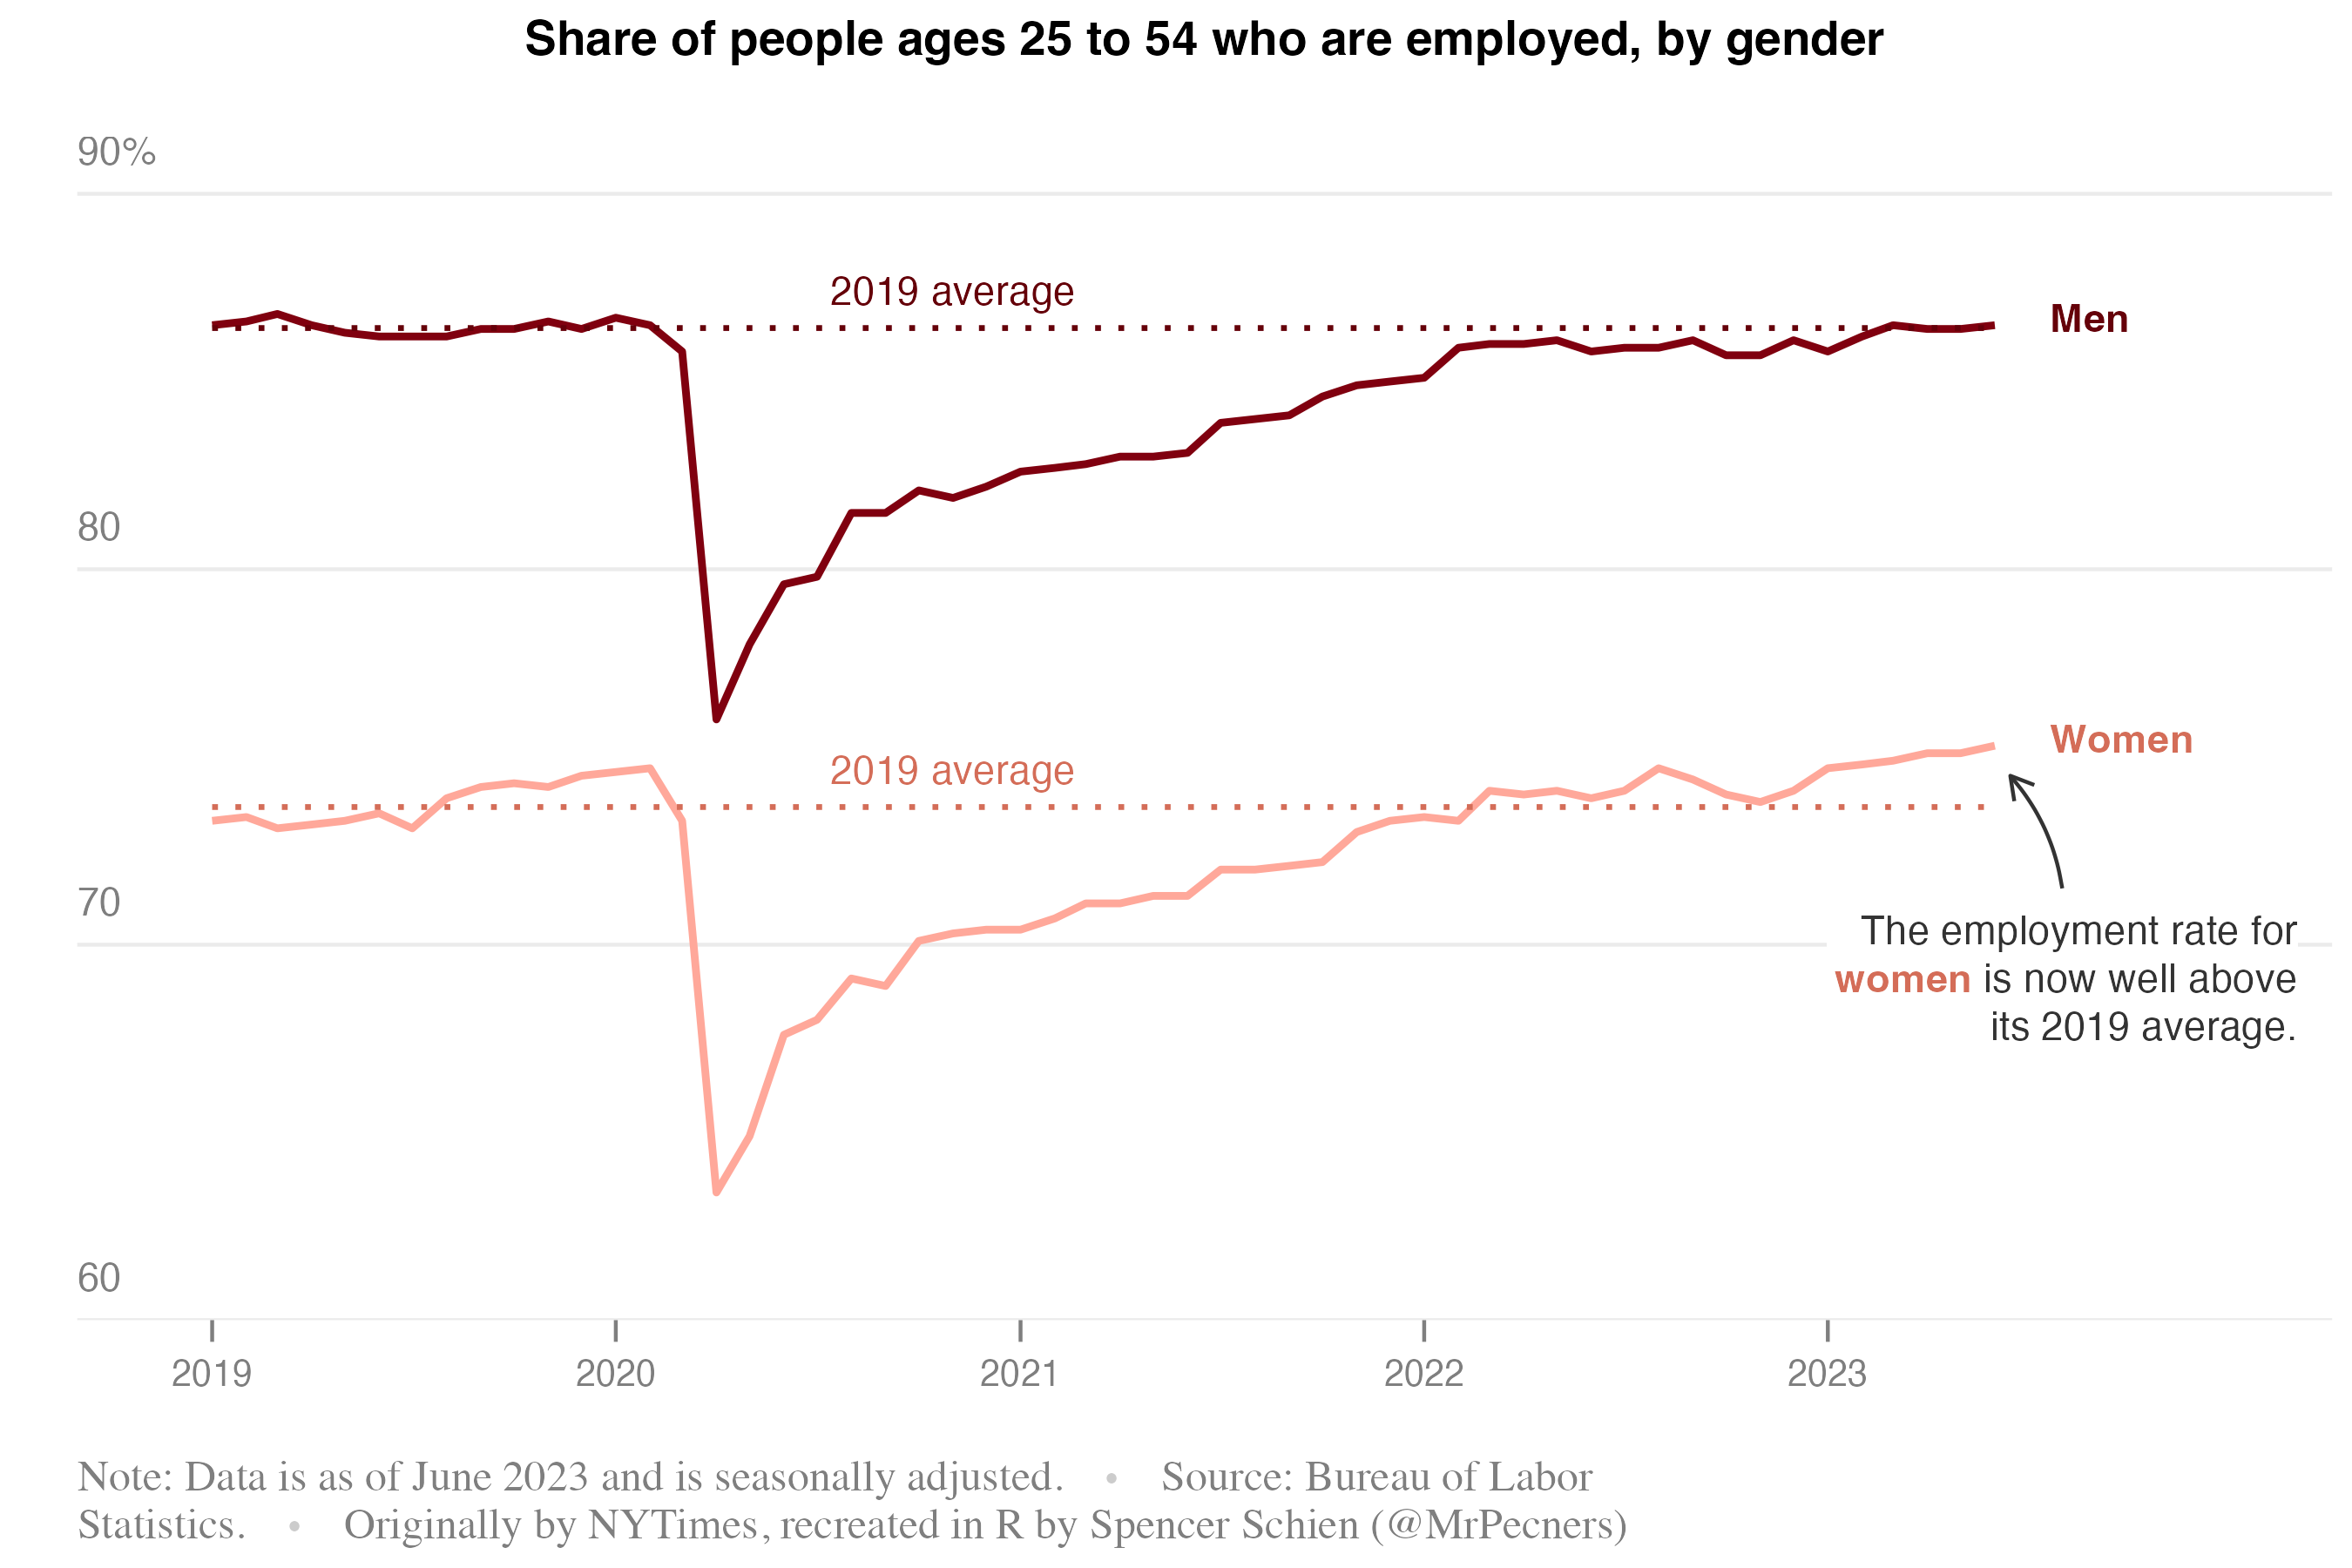 Share of people ages 25 to 54 who are employed, by gender
90%
2019 average
Men
80
Women
2019 average
70
The employment rate for
women is now well above
its 2019 average.
60
2019
2020
2021
2022
2023
Note: Data is as of June 2023 and is seasonally adjusted. • Source: Bureau of Labor
Statistics. • Originally by NYTimes, recreated in R by Spencer Schien (@MrPecners)